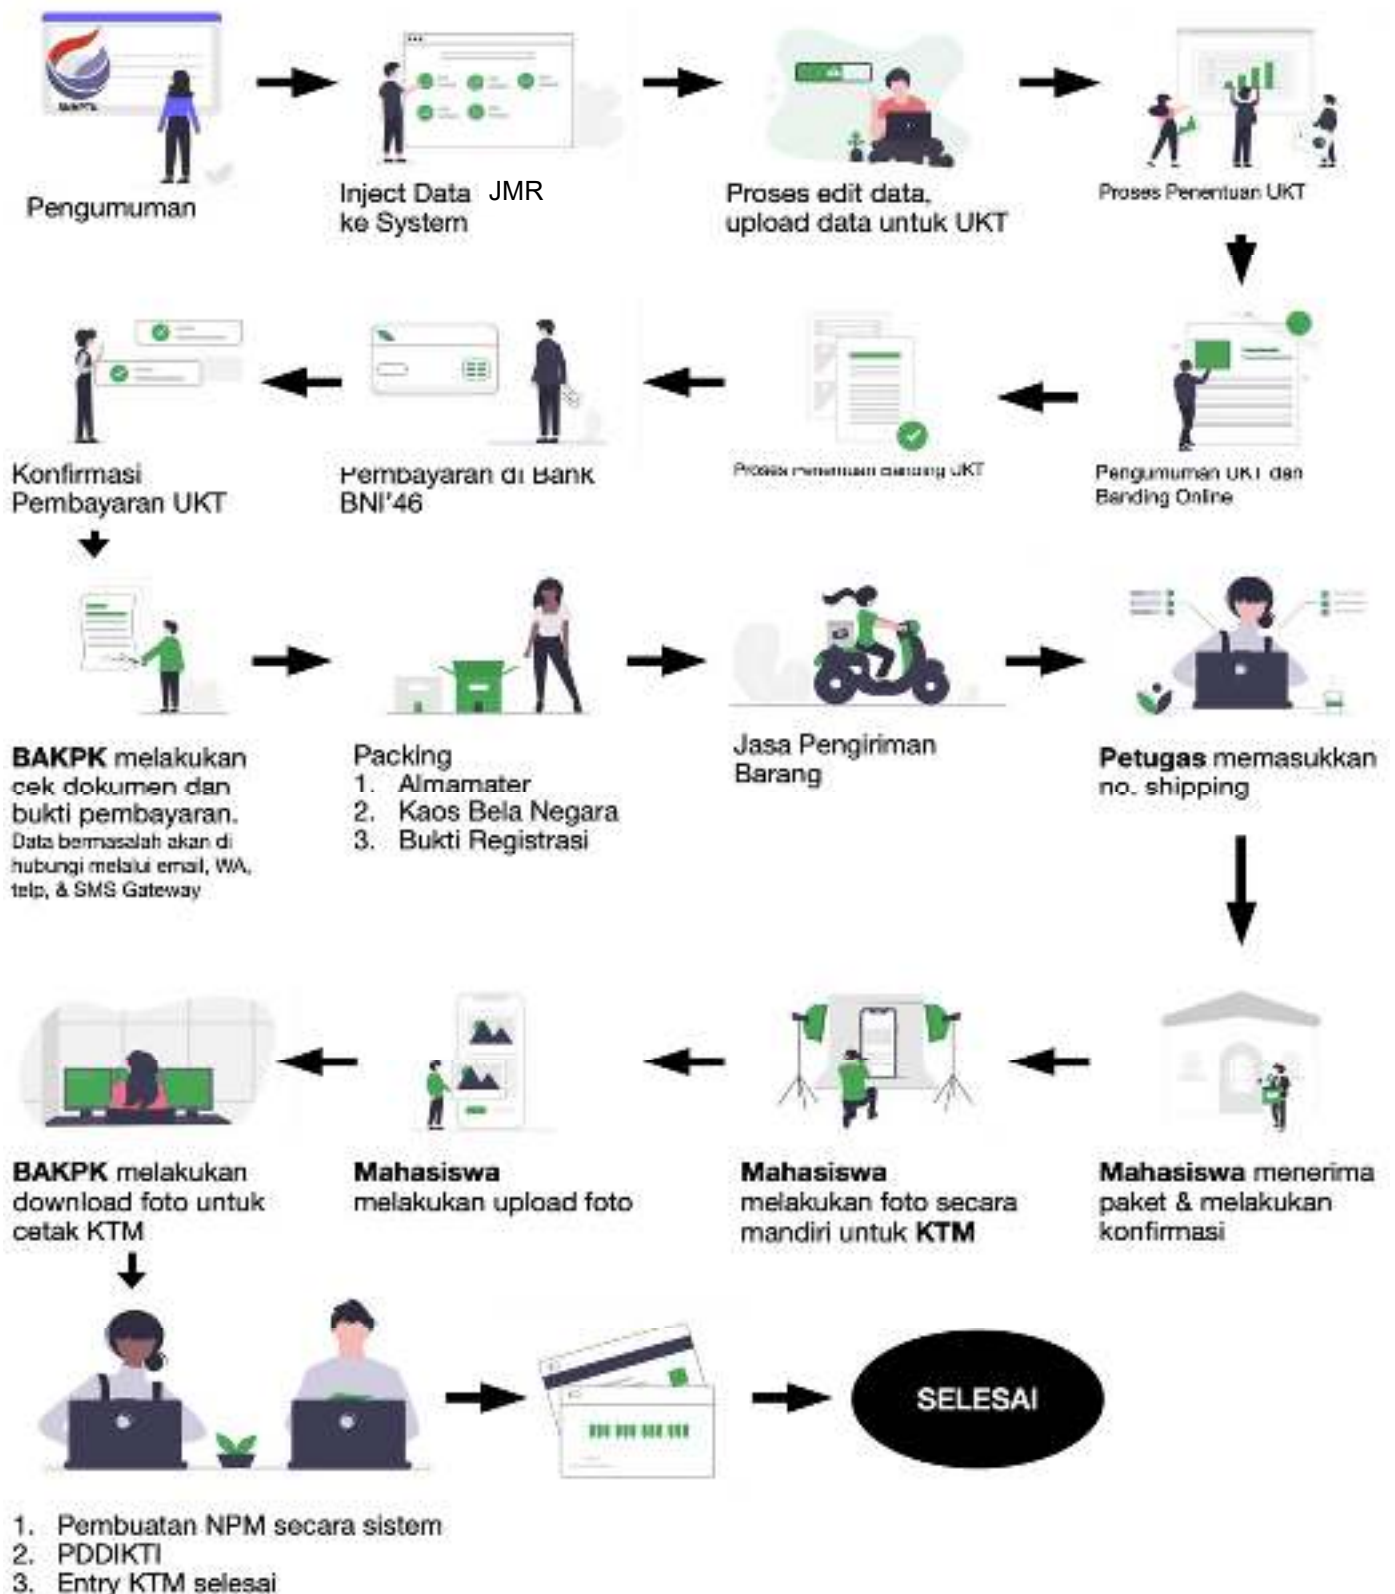 Pengumuman
Inject Data JMR
ke System
Proses edit data,
upload data untuk UKT
Proses Penentuan UKT
Konfirmasi
Pembayaran UKT
Pembayaran di Bank
BNI'46
Proses Penentuan Banding UKT
Pengumuman UKT dan
Banding Online
BAKPK melakukan
cek dokumen dan
bukti pembayaran.
Data bermasalah akan di
hubungi melalui email, WA,
telp, & SMS Gateway
Packing
1. Almamater
2. Kaos Bela Negara
3. Bukti Registrasi
Jasa Pengiriman
Barang
Petugas memasukkan
no. shipping
BAKPK melakukan
download foto untuk
cetak KTM
Mahasiswa
melakukan upload foto
Mahasiswa
melakukan foto secara
mandiri untuk KTM
Mahasiswa menerima
paket & melakukan
konfirmasi
SELESAI
1. Pembuatan NPM secara sistem
2. PDDIKTI
3. Entry KTM selesai